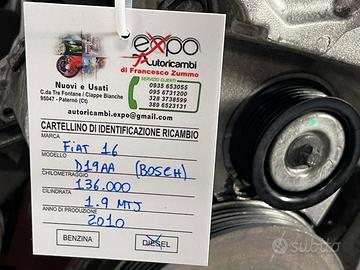 expo
Autoricambi
di Francesco Zummo
Nuovi e Usati
C.da Tre Fontane / Ciappe Bianche
95047 - Paternò (Ct)
SERVIZIO CLIENTI
0935 653055
095 6731200
328 3738599
389 6523131
autoricambi.expo@gmail.com
CARTELLINO DI IDENTIFICAZIONE RICAMBIO
MARCA
FiAT 16
MODELLO
D19AA (BOSCH)
CHILOMETRAGGIO
136.000
CILINDRATA
1.9 MTJ
ANNO DI PRODUZIONE
2010
BENZINA
DIESEL
subito